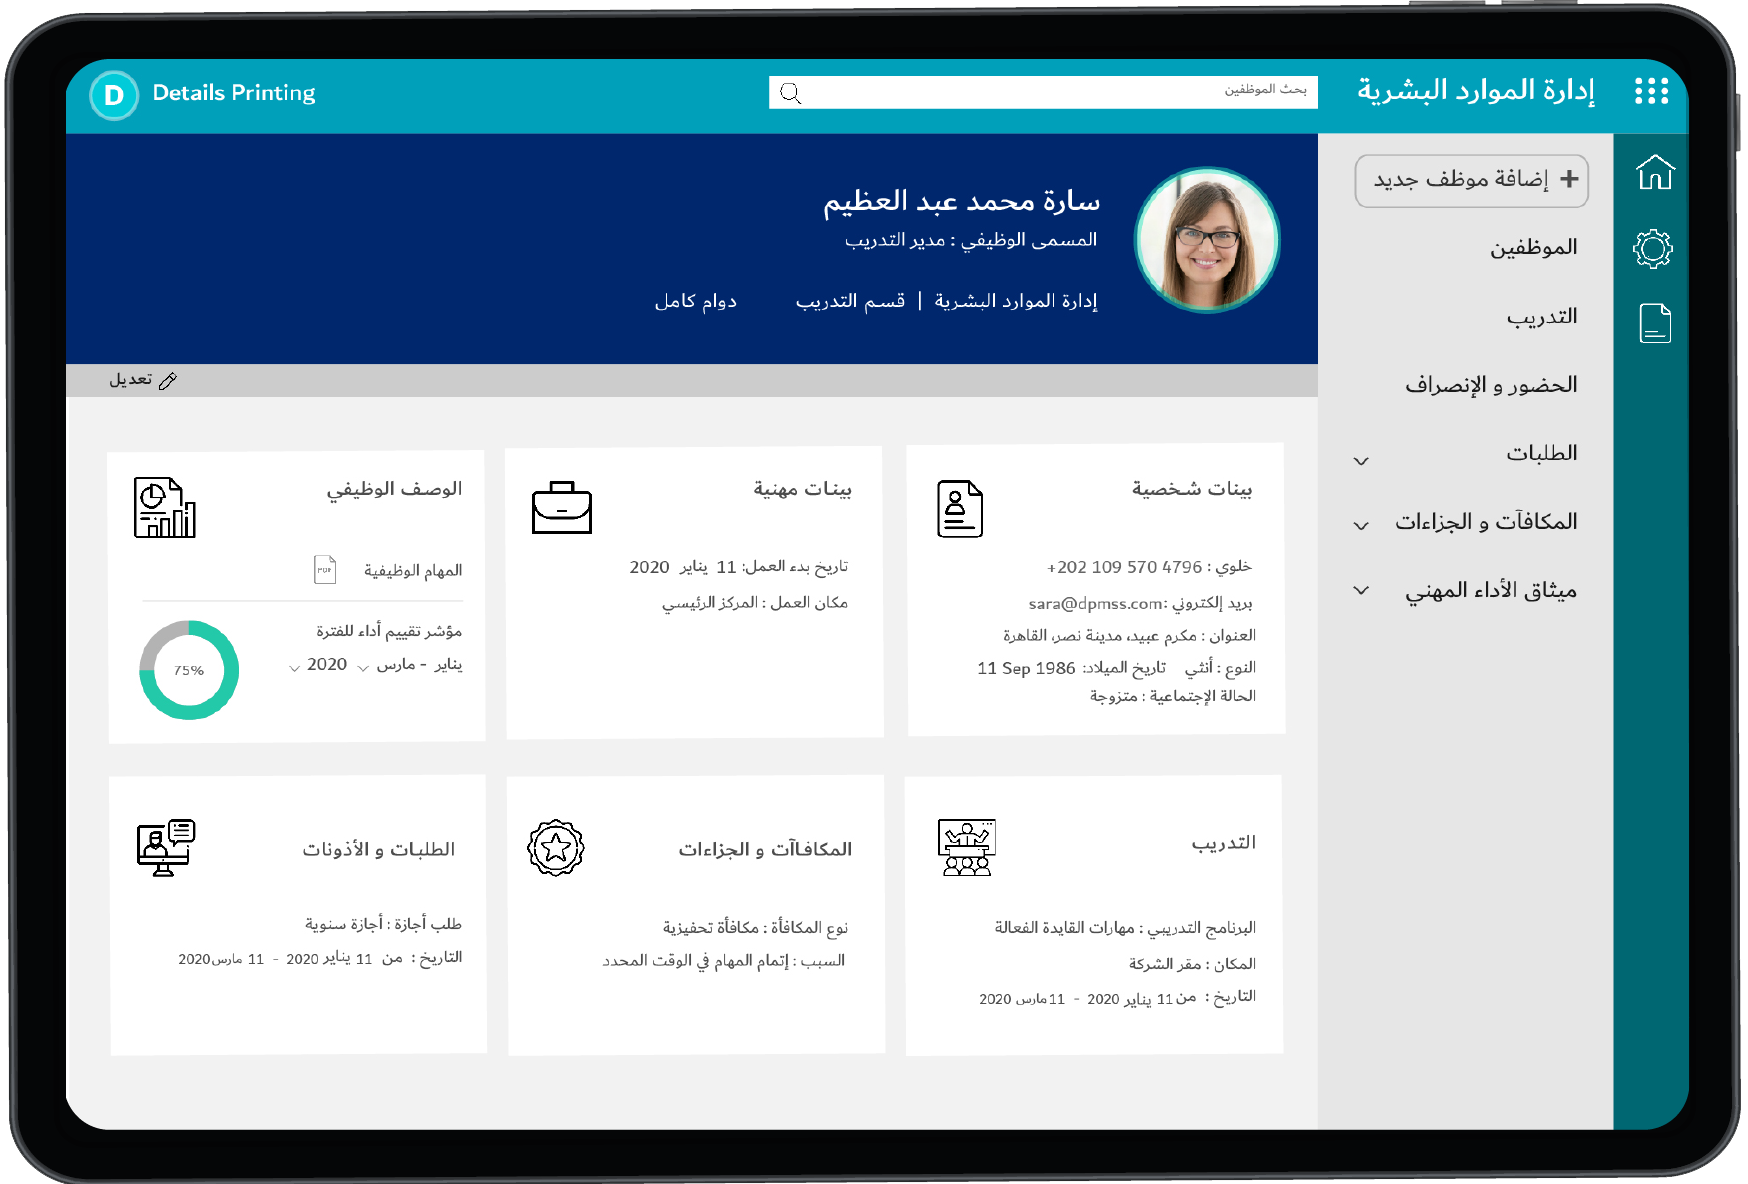 إدارة الموارد البشرية
بحث الموظفين
D Details Printing
+ إضافة موظف جديد
الموظفين
التدريب
الحضور و الإنصراف
الطلبات
المكافآت و الجزاءات
ميثاق الأداء المهني
سارة محمد عبد العظيم
المسمى الوظيفي : مدير التدريب
إدارة الموارد البشرية | قسم التدريب دوام كامل
تعديل
بينات شخصية
خلوي : 4796 570 109 202+
بريد إلكتروني :sara@dpmss.com
العنوان : مكرم عبيد، مدينة نصر، القاهرة
النوع : أنثي تاريخ الميلاد: 11 Sep 1986
الحالة الإجتماعية : متزوجة
بينات مهنية
تاريخ بدء العمل: 11 يناير 2020
مكان العمل : المركز الرئيسي
الوصف الوظيفي
المهام الوظيفية
PDF
مؤشر تقييم أداء للفترة
يناير - مارس 2020
75%
التدريب
البرنامج التدريبي : مهارات القايدة الفعالة
المكان : مقر الشركة
التاريخ : من 11 يناير 2020 - 11 مارس 2020
المكافاآت و الجزاءات
نوع المكافأة : مكافأة تحفيزية
السبب : إتمام المهام في الوقت المحدد
الطلبات و الأذونات
طلب أجازة : أجازة سنوية
التاريخ : من 11 يناير 2020 - 11 مارس2020